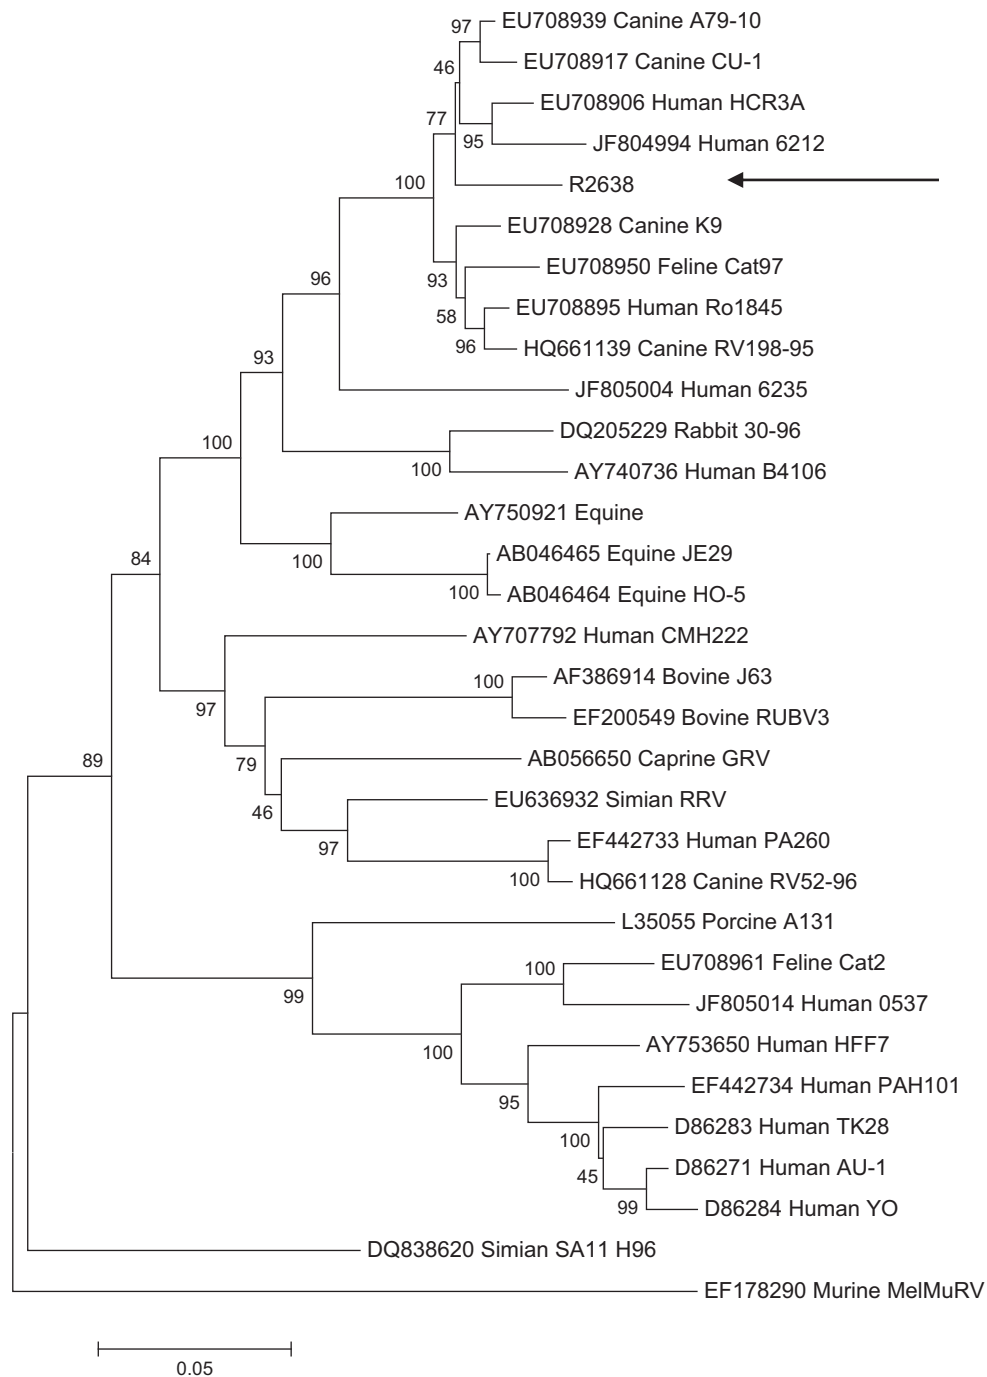 97
EU708939 Canine A79-10
EU708917 Canine CU-1
46
EU708906 Human HCR3A
77
95
JF804994 Human 6212
100
R2638
EU708928 Canine K9
93
EU708950 Feline Cat97
96
58
EU708895 Human Ro1845
96
HQ661139 Canine RV198-95
93
JF805004 Human 6235
DQ205229 Rabbit 30-96
100
100
AY740736 Human B4106
AY750921 Equine
84
100
AB046465 Equine JE29
100
AB046464 Equine HO-5
AY707792 Human CMH222
100
AF386914 Bovine J63
97
EF200549 Bovine RUBV3
89
79
AB056650 Caprine GRV
46
EU636932 Simian RRV
97
EF442733 Human PA260
100
HQ661128 Canine RV52-96
L35055 Porcine A131
100
EU708961 Feline Cat2
99
JF805014 Human 0537
100
AY753650 Human HFF7
95
EF442734 Human PAH101
100
D86283 Human TK28
45
D86271 Human AU-1
99
D86284 Human YO
DQ838620 Simian SA11 H96
EF178290 Murine MelMuRV
0.05